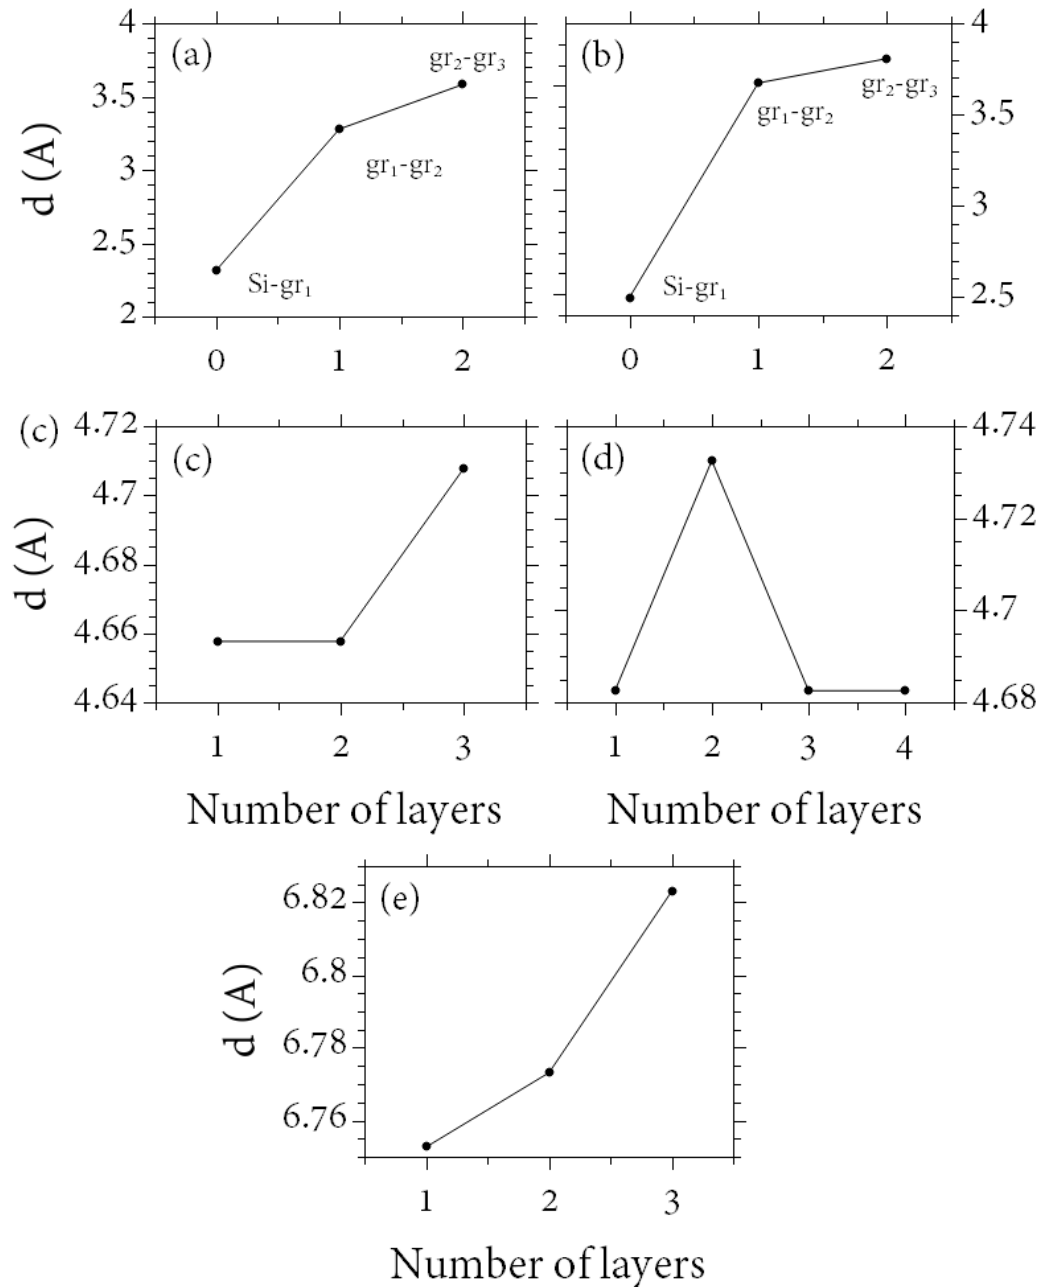 4
(a)
gr₂-gr₃
3.5
d (A)
3
gr₁-gr₂
2.5
Si-gr₁
2
0 1 2
4
(b)
gr₂-gr₃
3.5
gr₁-gr₂
3
Si-gr₁
2.5
0 1 2
(c)
4.72
(c)
4.7
d (A)
4.68
4.66
4.64
1 2 3
Number of layers
4.74
(d)
4.72
4.7
4.68
1 2 3 4
Number of layers
6.82
(e)
6.8
d (A)
6.78
6.76
1 2 3
Number of layers